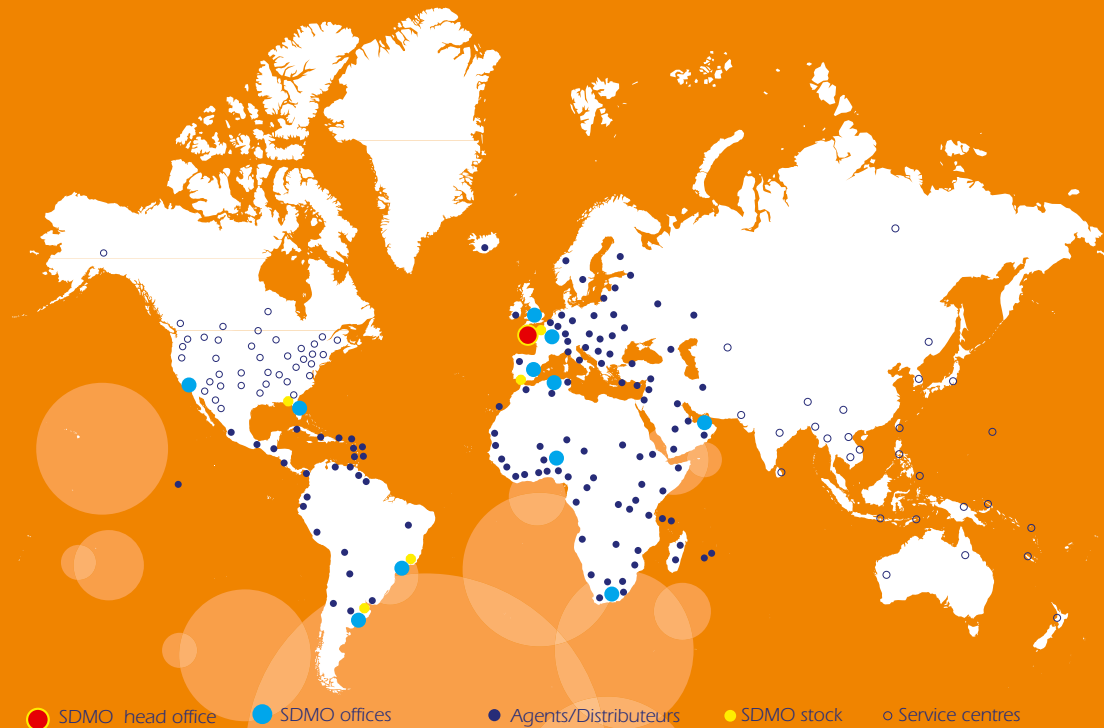 SDMO head office
SDMO offices
Agents/Distributeurs
SDMO stock
Service centres